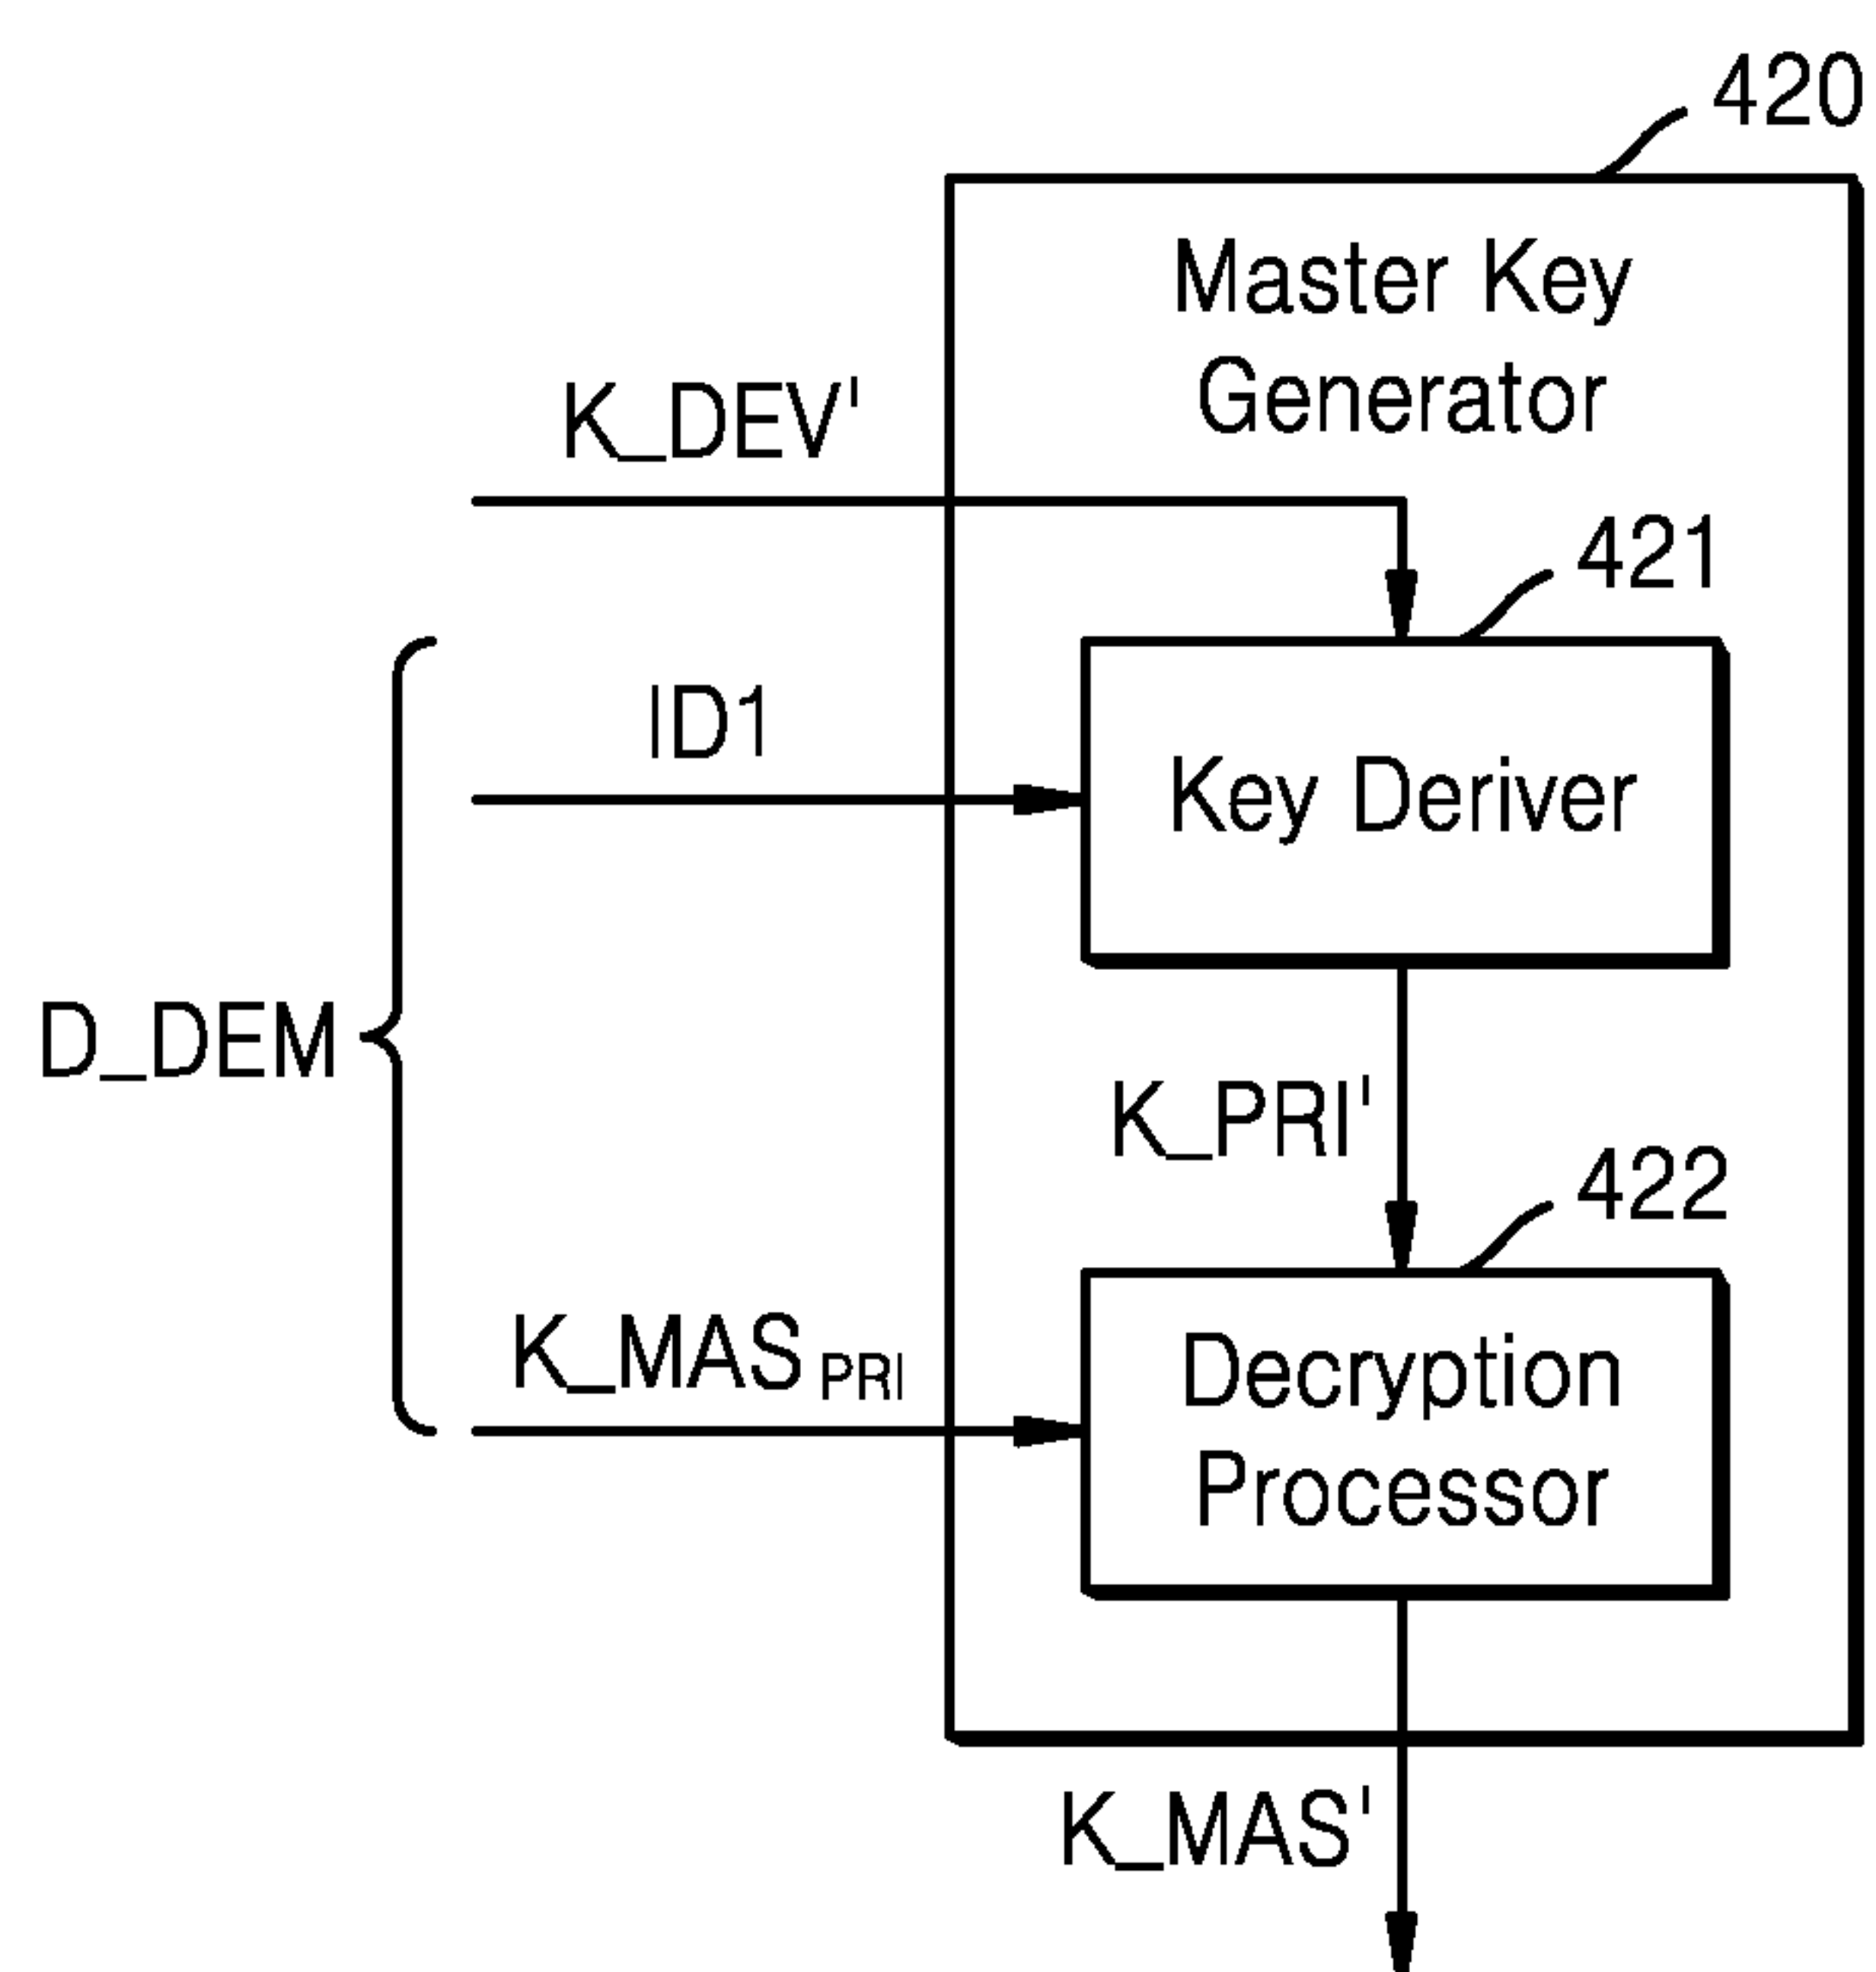 420
Master Key
Generator
K_DEV'
421
ID1
Key Deriver
D_DEM
K_PRI'
422
K_MAS PRI
Decryption
Processor
K_MAS'